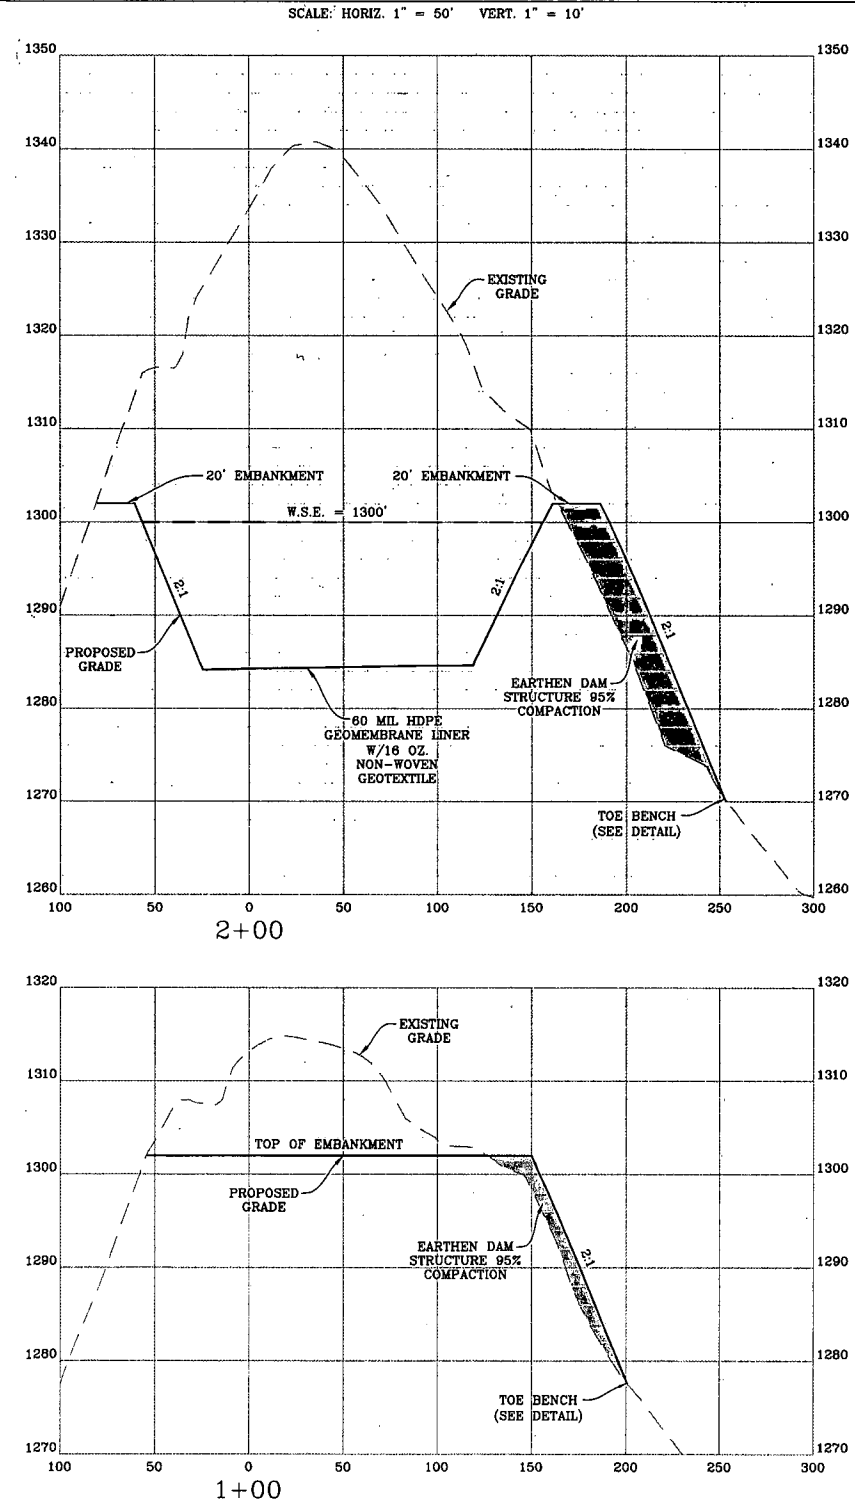 SCALE: HORIZ. 1" = 50' VERT. 1" = 10'
1350 1350
1340 1340
1330 1330
EXISTING
GRADE
1320 1320
1310 1310
20' EMBANKMENT 20' EMBANKMENT
W.S.E. = 1300'
1300 1300
2:1 2:1
1290 1290
2:1
PROPOSED
GRADE
EARTHEN DAM
STRUCTURE 95%
COMPACTION
1280 1280
60 MIL HDPE
GEOMEMBRANE LINER
W/16 OZ.
NON-WOVEN
GEOTEXTILE
1270 1270
TOE BENCH
(SEE DETAIL)
1260 1260
100 50 0 50 100 150 200 250 300
2+00
1320 1320
EXISTING
GRADE
1310 1310
TOP OF EMBANKMENT
1300 1300
PROPOSED
GRADE
EARTHEN DAM
STRUCTURE 95%
COMPACTION
2:1
1290 1290
1280 1280
TOE BENCH
(SEE DETAIL)
1270 1270
100 50 0 50 100 150 200 250 300
1+00